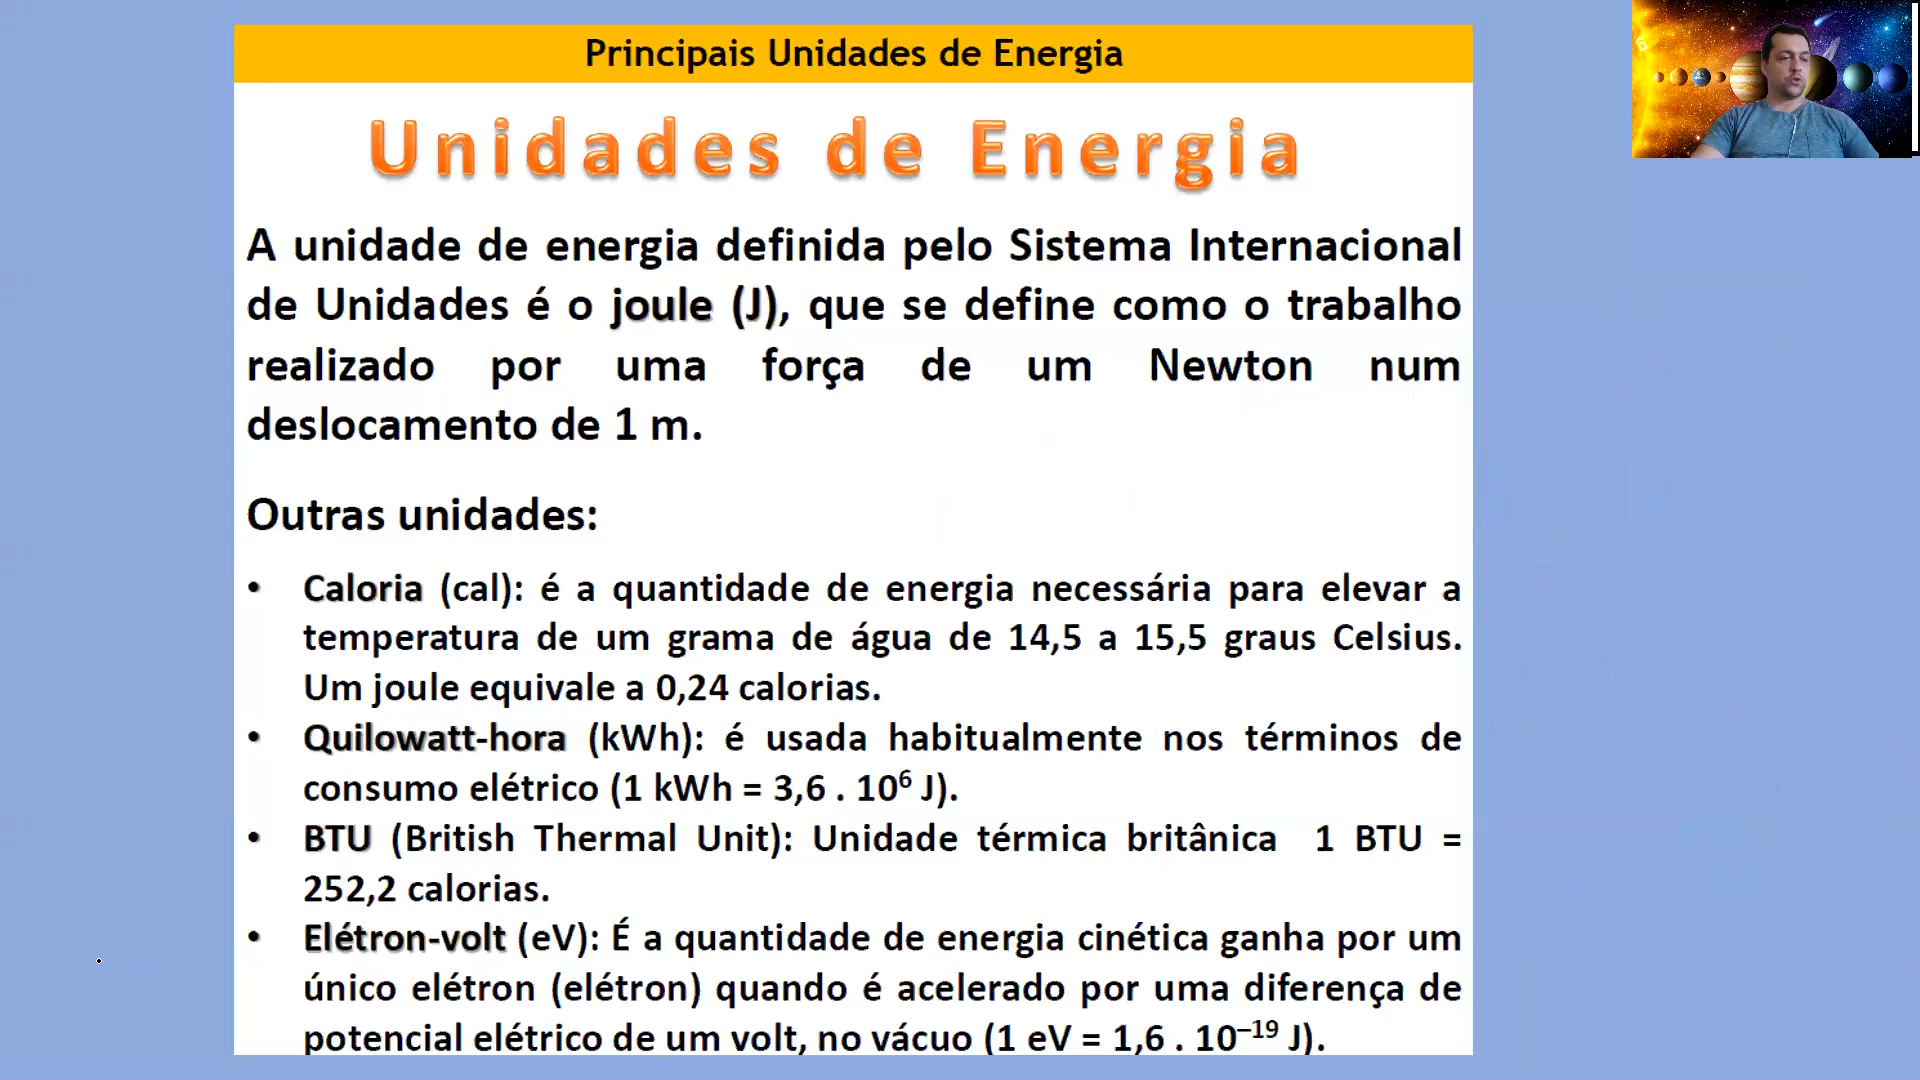 Principais Unidades de Energia
Unidades de Energia
A unidade de energia definida pelo Sistema Internacional
de Unidades é o joule (J), que se define como o trabalho
realizado por uma força de um Newton num
deslocamento de 1 m.
Outras unidades:
• Caloria (cal): é a quantidade de energia necessária para elevar a
temperatura de um grama de água de 14,5 a 15,5 graus Celsius.
Um joule equivale a 0,24 calorias.
• Quilowatt-hora (kWh): é usada habitualmente nos términos de
consumo elétrico (1 kWh = 3,6 . 10⁶ J).
• BTU (British Thermal Unit): Unidade térmica britânica 1 BTU =
252,2 calorias.
• Elétron-volt (eV): É a quantidade de energia cinética ganha por um
único elétron (elétron) quando é acelerado por uma diferença de
potencial elétrico de um volt, no vácuo (1 eV = 1,6 . 10⁻¹⁹ J).